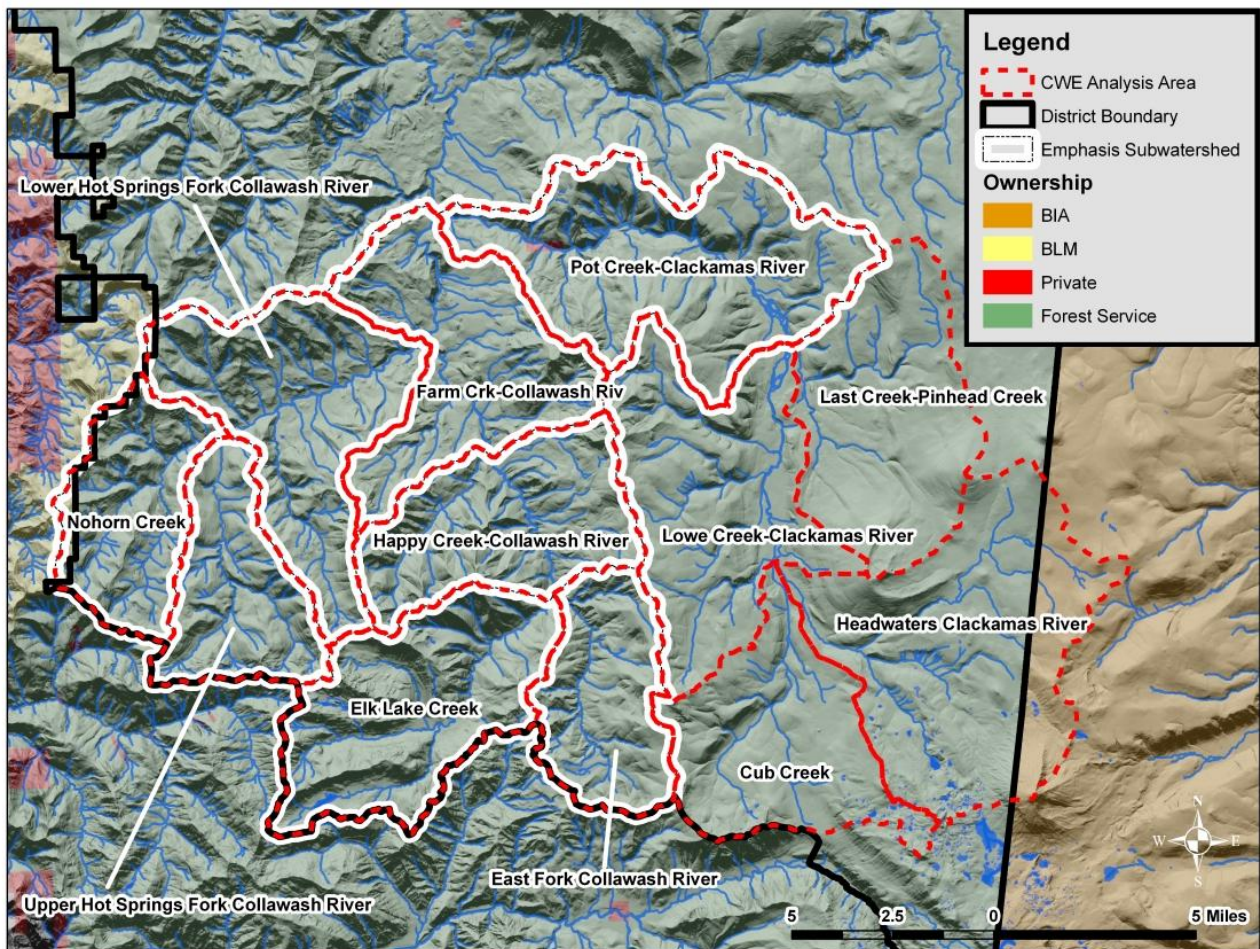 Legend
CWE Analysis Area
District Boundary
Emphasis Subwatershed
Ownership
BIA
BLM
Private
Forest Service
Lower Hot Springs Fork Collawash River
Pot Creek-Clackamas River
Farm Crk-Collawash Riv
Last Creek-Pinhead Creek
Nohorn Creek
Happy Creek-Collawash River
Lowe Creek-Clackamas River
Headwaters Clackamas River
Elk Lake Creek
Cub Creek
East Fork Collawash River
Upper Hot Springs Fork Collawash River
N
W E
S
5 2.5 0 5 Miles